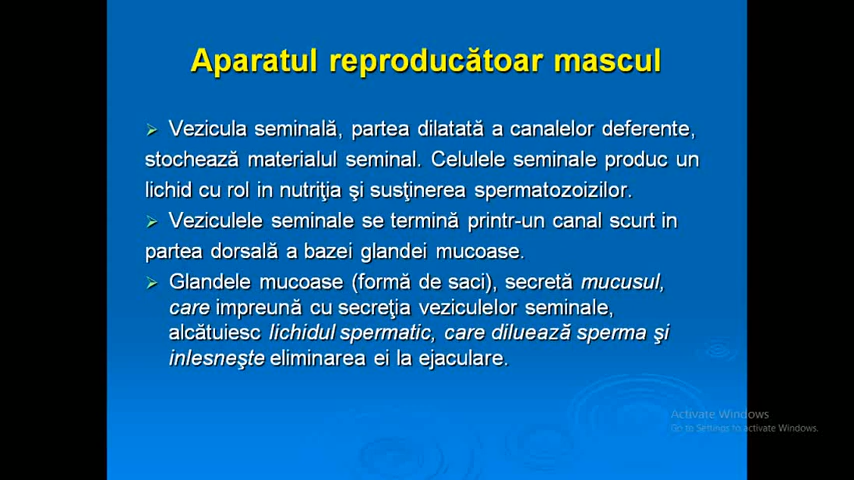 Aparatul reproducătoar mascul
Vezicula seminală, partea dilatată a canalelor deferente,
stochează materialul seminal. Celulele seminale produc un
lichid cu rol in nutriţia şi susţinerea spermatozoizilor.
Veziculele seminale se termină printr-un canal scurt in
partea dorsală a bazei glandei mucoase.
Glandele mucoase (formă de saci), secretă mucusul,
care impreună cu secreţia veziculelor seminale,
alcătuiesc lichidul spermatic, care diluează sperma şi
inlesneşte eliminarea ei la ejaculare.
Activate Windows
Go to Settings to activate Windows.